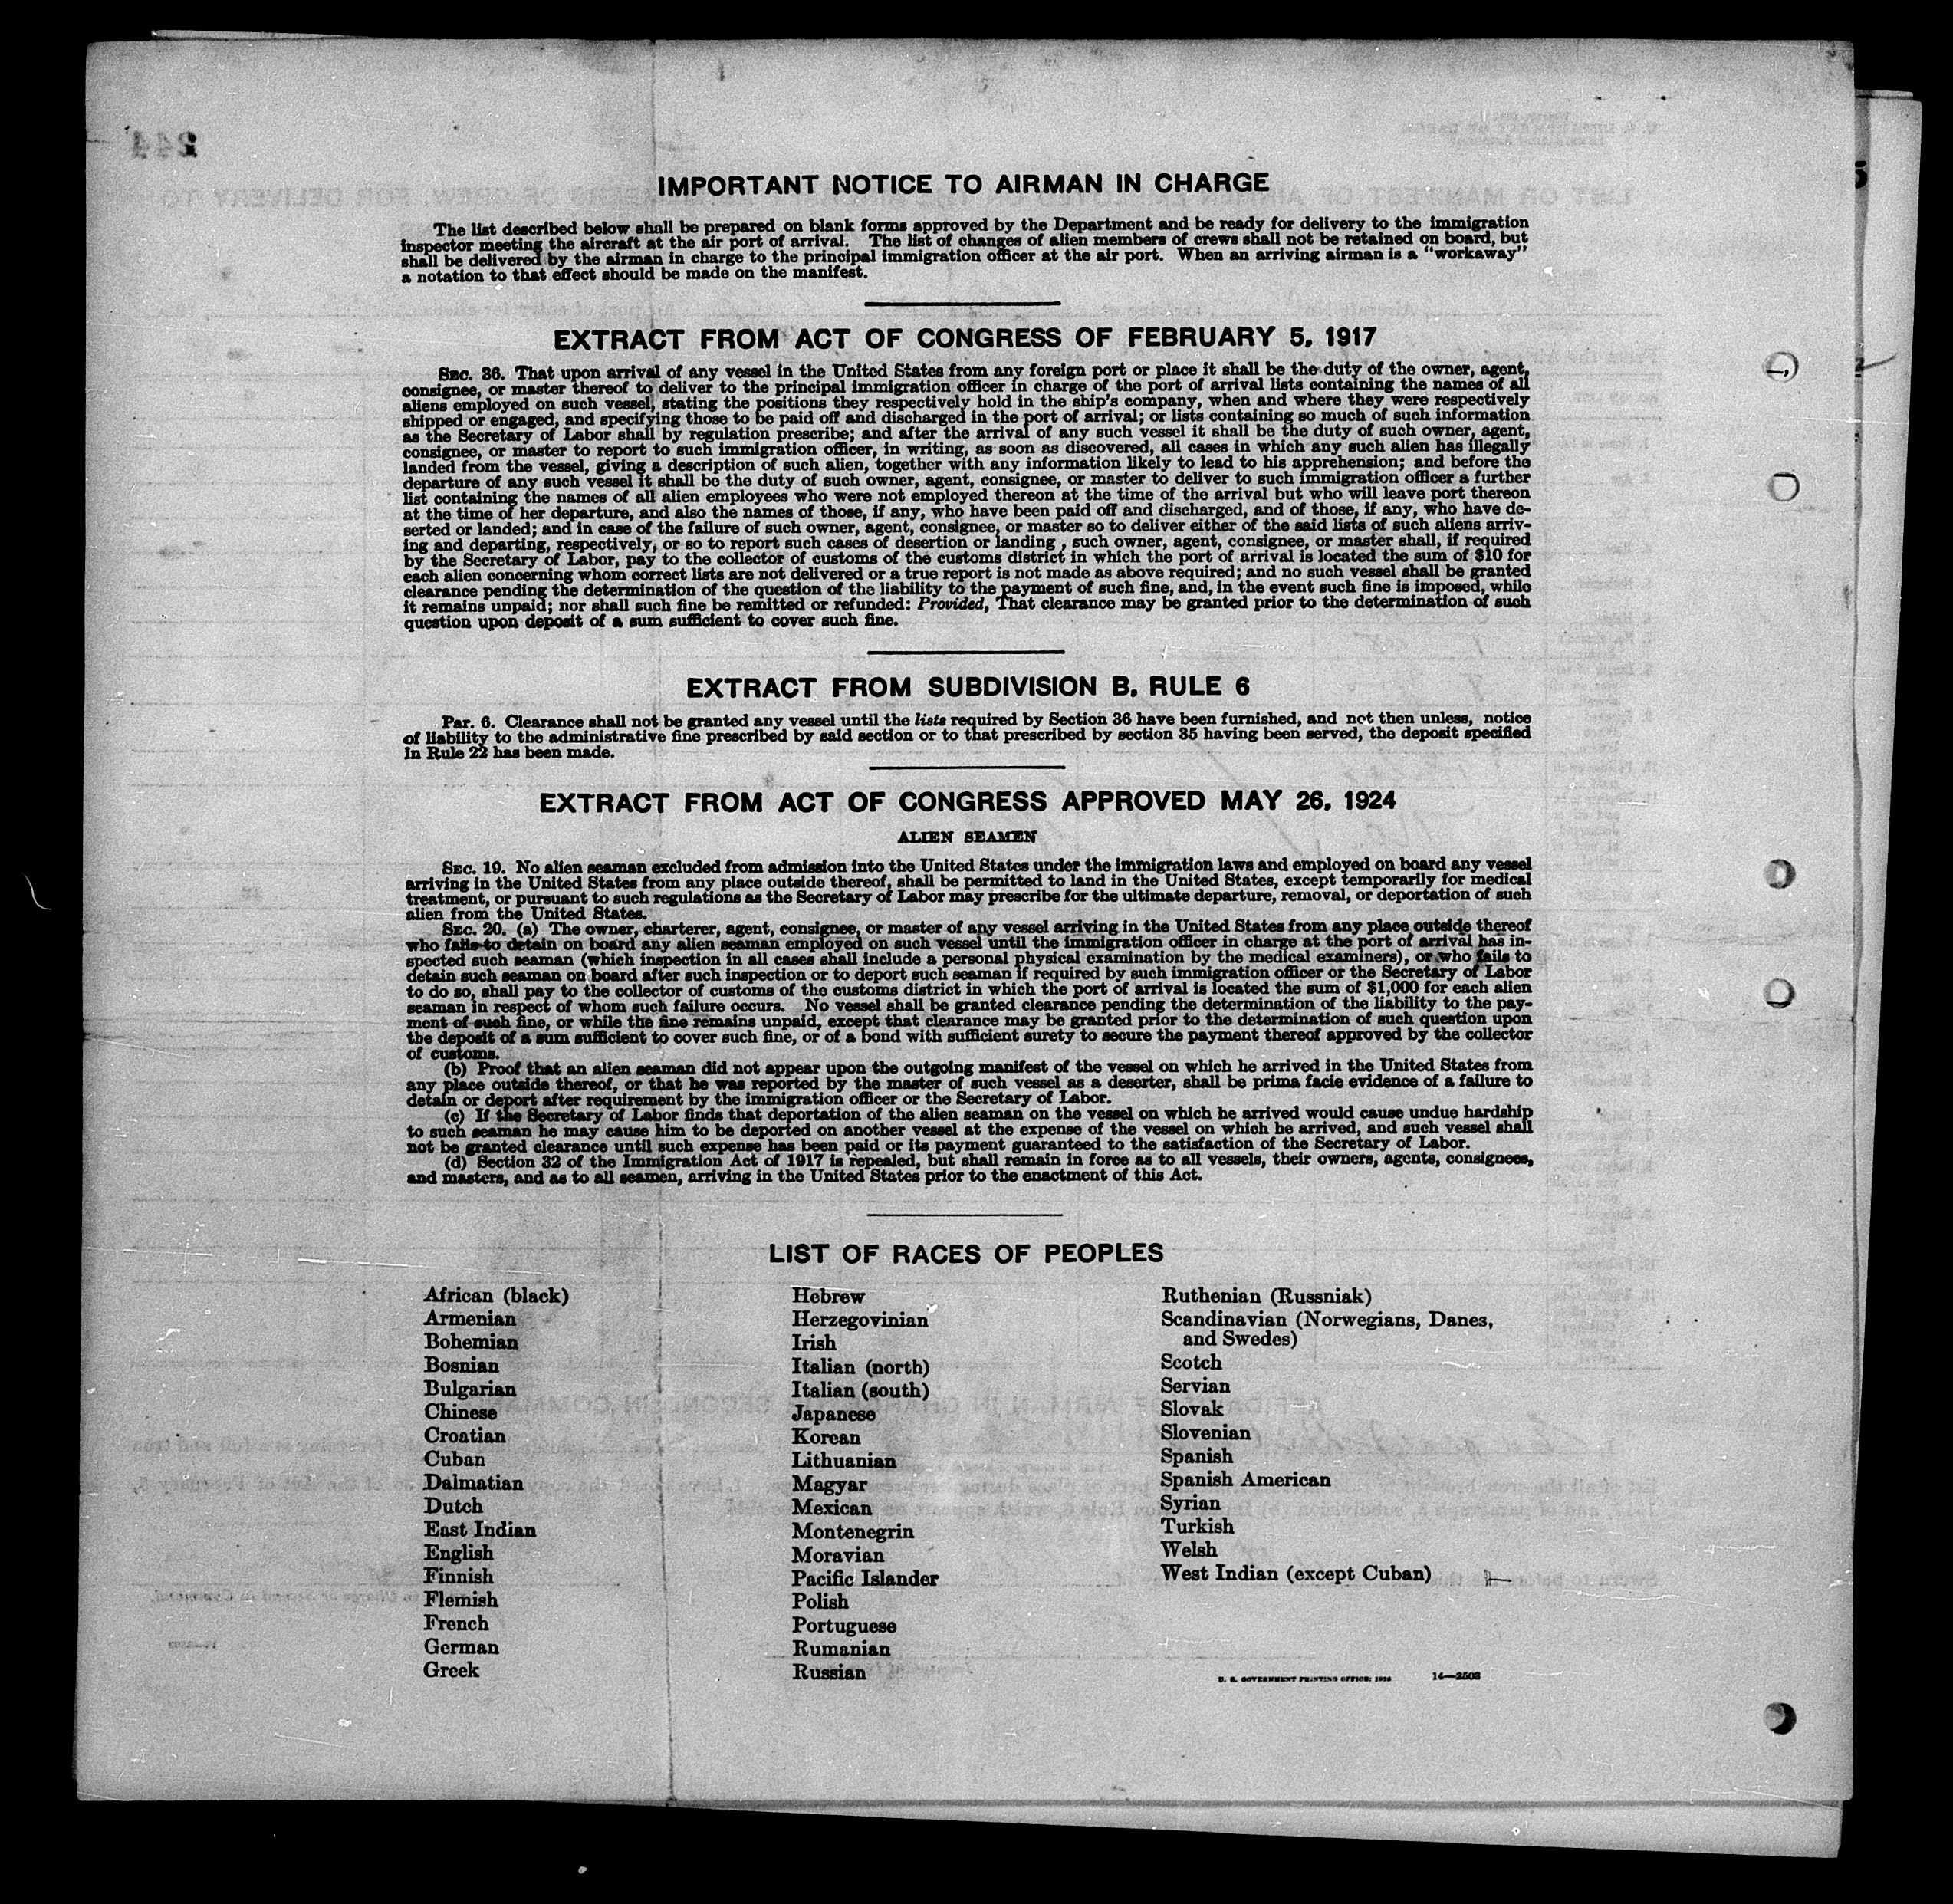 IMPORTANT NOTICE TO AIRMAN IN CHARGE
The list described below shall be prepared on blank forms approved by the Department and be ready for delivery to the immigration
inspector meeting the aircraft at the air port of arrival. The list of changes of alien members of crews shall not be retained on board, but
shall be delivered by the airman in charge to the principal immigration officer at the air port. When an arriving airman is a "workaway"
a notation to that effect should be made on the manifest.
EXTRACT FROM ACT OF CONGRESS OF FEBRUARY 5, 1917
SEC. 36. That upon arrival of any vessel in the United States from any foreign port or place it shall be the duty of the owner, agent,
consignee, or master thereof to deliver to the principal immigration officer in charge of the port of arrival lists containing the names of all
aliens employed on such vessel, stating the positions they respectively hold in the ship's company, when and where they were respectively
shipped or engaged, and specifying those to be paid off and discharged in the port of arrival; or lists containing so much of such information
as the Secretary of Labor shall by regulation prescribe; and after the arrival of any such vessel it shall be the duty of such owner, agent,
consignee, or master to report to such immigration officer, in writing, as soon as discovered, all cases in which any such alien has illegally
landed from the vessel, giving a description of such alien, together with any information likely to lead to his apprehension; and before the
departure of any such vessel it shall be the duty of such owner, agent, consignee, or master to deliver to such immigration officer a further
list containing the names of all alien employees who were not employed thereon at the time of the arrival but who will leave port thereon
at the time of her departure, and also the names of those, if any, who have been paid off and discharged, and of those, if any, who have de-
serted or landed; and in case of the failure of such owner, agent, consignee, or master so to deliver either of the said lists of such aliens arriv-
ing and departing, respectively, or so to report such cases of desertion or landing, such owner, agent, consignee, or master shall, if required
by the Secretary of Labor, pay to the collector of customs of the customs district in which the port of arrival is located the sum of $10 for
each alien concerning whom correct lists are not delivered or a true report is not made as above required; and no such vessel shall be granted
clearance pending the determination of the question of the liability to the payment of such fine, and, in the event such fine is imposed, while
it remains unpaid; nor shall such fine be remitted or refunded: Provided, That clearance may be granted prior to the determination of such
question upon deposit of a sum sufficient to cover such fine.
EXTRACT FROM SUBDIVISION B, RULE 6
Par. 6. Clearance shall not be granted any vessel until the lists required by Section 36 have been furnished, and not then unless, notice
of liability to the administrative fine prescribed by said section or to that prescribed by section 35 having been served, the deposit specified
in Rule 22 has been made.
EXTRACT FROM ACT OF CONGRESS APPROVED MAY 26, 1924
ALIEN SEAMEN
SEC. 19. No alien seaman excluded from admission into the United States under the immigration laws and employed on board any vessel
arriving in the United States from any place outside thereof, shall be permitted to land in the United States, except temporarily for medical
treatment, or pursuant to such regulations as the Secretary of Labor may prescribe for the ultimate departure, removal, or deportation of such
alien from the United States.
SEC. 20. (a) The owner, charterer, agent, consignee, or master of any vessel arriving in the United States from any place outside thereof
who fails to detain on board any alien seaman employed on such vessel until the immigration officer in charge at the port of arrival has in-
spected such seaman (which inspection in all cases shall include a personal physical examination by the medical examiners), or who fails to
detain such seaman on board after such inspection or to deport such seaman if required by such immigration officer or the Secretary of Labor
to do so, shall pay to the collector of customs of the customs district in which the port of arrival is located the sum of $1,000 for each alien
seaman in respect of whom such failure occurs. No vessel shall be granted clearance pending the determination of the liability to the pay-
ment of such fine, or while the fine remains unpaid, except that clearance may be granted prior to the determination of such question upon
the deposit of a sum sufficient to cover such fine, or of a bond with sufficient surety to secure the payment thereof approved by the collector
of customs.
(b) Proof that an alien seaman did not appear upon the outgoing manifest of the vessel on which he arrived in the United States from
any place outside thereof, or that he was reported by the master of such vessel as a deserter, shall be prima facie evidence of a failure to
detain or deport after requirement by the immigration officer or the Secretary of Labor.
(c) If the Secretary of Labor finds that deportation of the alien seaman on the vessel on which he arrived would cause undue hardship
to such seaman he may cause him to be deported on another vessel at the expense of the vessel on which he arrived, and such vessel shall
not be granted clearance until such expense has been paid or its payment guaranteed to the satisfaction of the Secretary of Labor.
(d) Section 32 of the Immigration Act of 1917 is repealed, but shall remain in force as to all vessels, their owners, agents, consignees,
and masters, and as to all seamen, arriving in the United States prior to the enactment of this Act.
LIST OF RACES OF PEOPLES
African (black)
Armenian
Bohemian
Bosnian
Bulgarian
Chinese
Croatian
Cuban
Dalmatian
Dutch
East Indian
English
Finnish
Flemish
French
German
Greek
Hebrew
Herzegovinian
Irish
Italian (north)
Italian (south)
Japanese
Korean
Lithuanian
Magyar
Mexican
Montenegrin
Moravian
Pacific Islander
Polish
Portuguese
Rumanian
Russian
Ruthenian (Russniak)
Scandinavian (Norwegians, Danes,
and Swedes)
Scotch
Servian
Slovak
Slovenian
Spanish
Spanish American
Syrian
Turkish
Welsh
West Indian (except Cuban)
U. S. GOVERNMENT PRINTING OFFICE: 14—2503